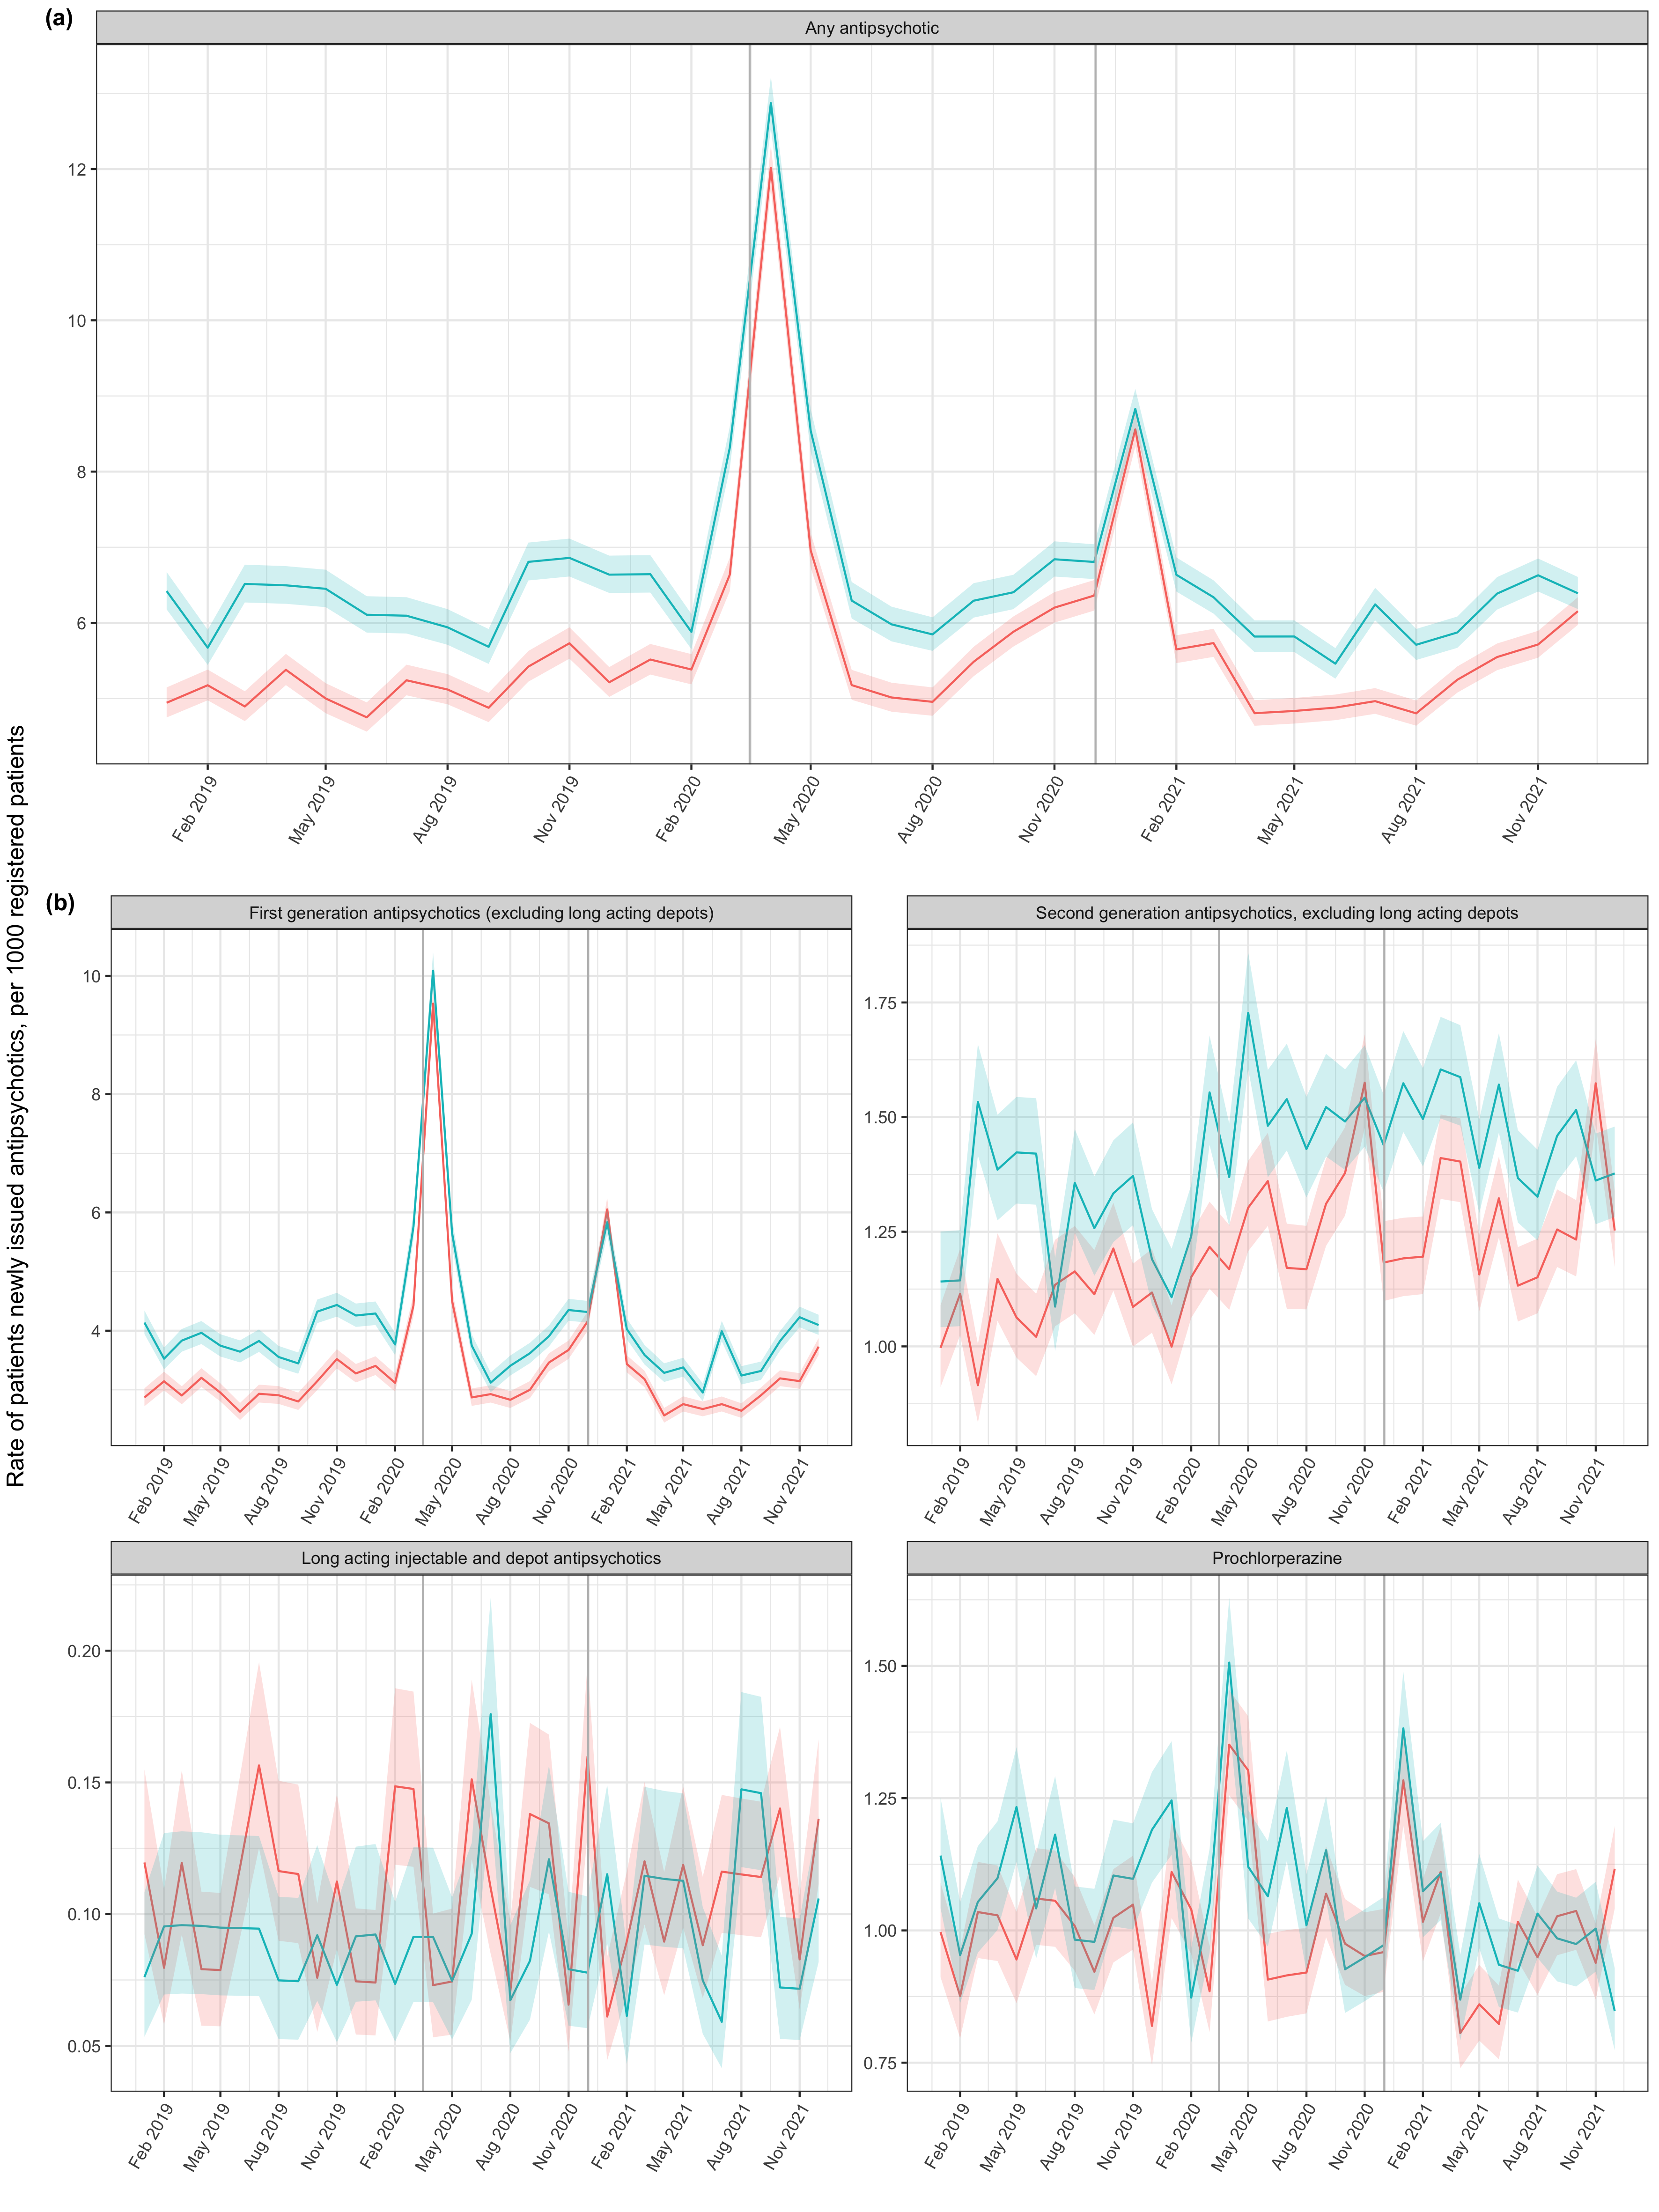 (a)
Any antipsychotic
12
10
8
6
Feb 2019
May 2019
Aug 2019
Nov 2019
Feb 2020
May 2020
Aug 2020
Nov 2020
Feb 2021
May 2021
Aug 2021
Nov 2021
Rate of patients newly issued antipsychotics, per 1000 registered patients
(b)
First generation antipsychotics (excluding long acting depots)
10
8
6
4
Feb 2019
May 2019
Aug 2019
Nov 2019
Feb 2020
May 2020
Aug 2020
Nov 2020
Feb 2021
May 2021
Aug 2021
Nov 2021
Second generation antipsychotics, excluding long acting depots
1.75
1.50
1.25
1.00
Feb 2019
May 2019
Aug 2019
Nov 2019
Feb 2020
May 2020
Aug 2020
Nov 2020
Feb 2021
May 2021
Aug 2021
Nov 2021
Long acting injectable and depot antipsychotics
0.20
0.15
0.10
0.05
Feb 2019
May 2019
Aug 2019
Nov 2019
Feb 2020
May 2020
Aug 2020
Nov 2020
Feb 2021
May 2021
Aug 2021
Nov 2021
Prochlorperazine
1.50
1.25
1.00
0.75
Feb 2019
May 2019
Aug 2019
Nov 2019
Feb 2020
May 2020
Aug 2020
Nov 2020
Feb 2021
May 2021
Aug 2021
Nov 2021